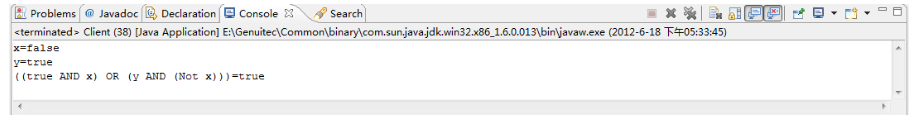 Problems @ Javadoc Declaration Console Search
<terminated> Client (38) [Java Application] E:\Genuitec\Common\binary\com.sun.java.jdk.win32.x86_1.6.0.013\bin\javaw.exe (2012-6-18 下午05:33:45)
x=false
y=true
((true AND x) OR (y AND (Not x)))=true